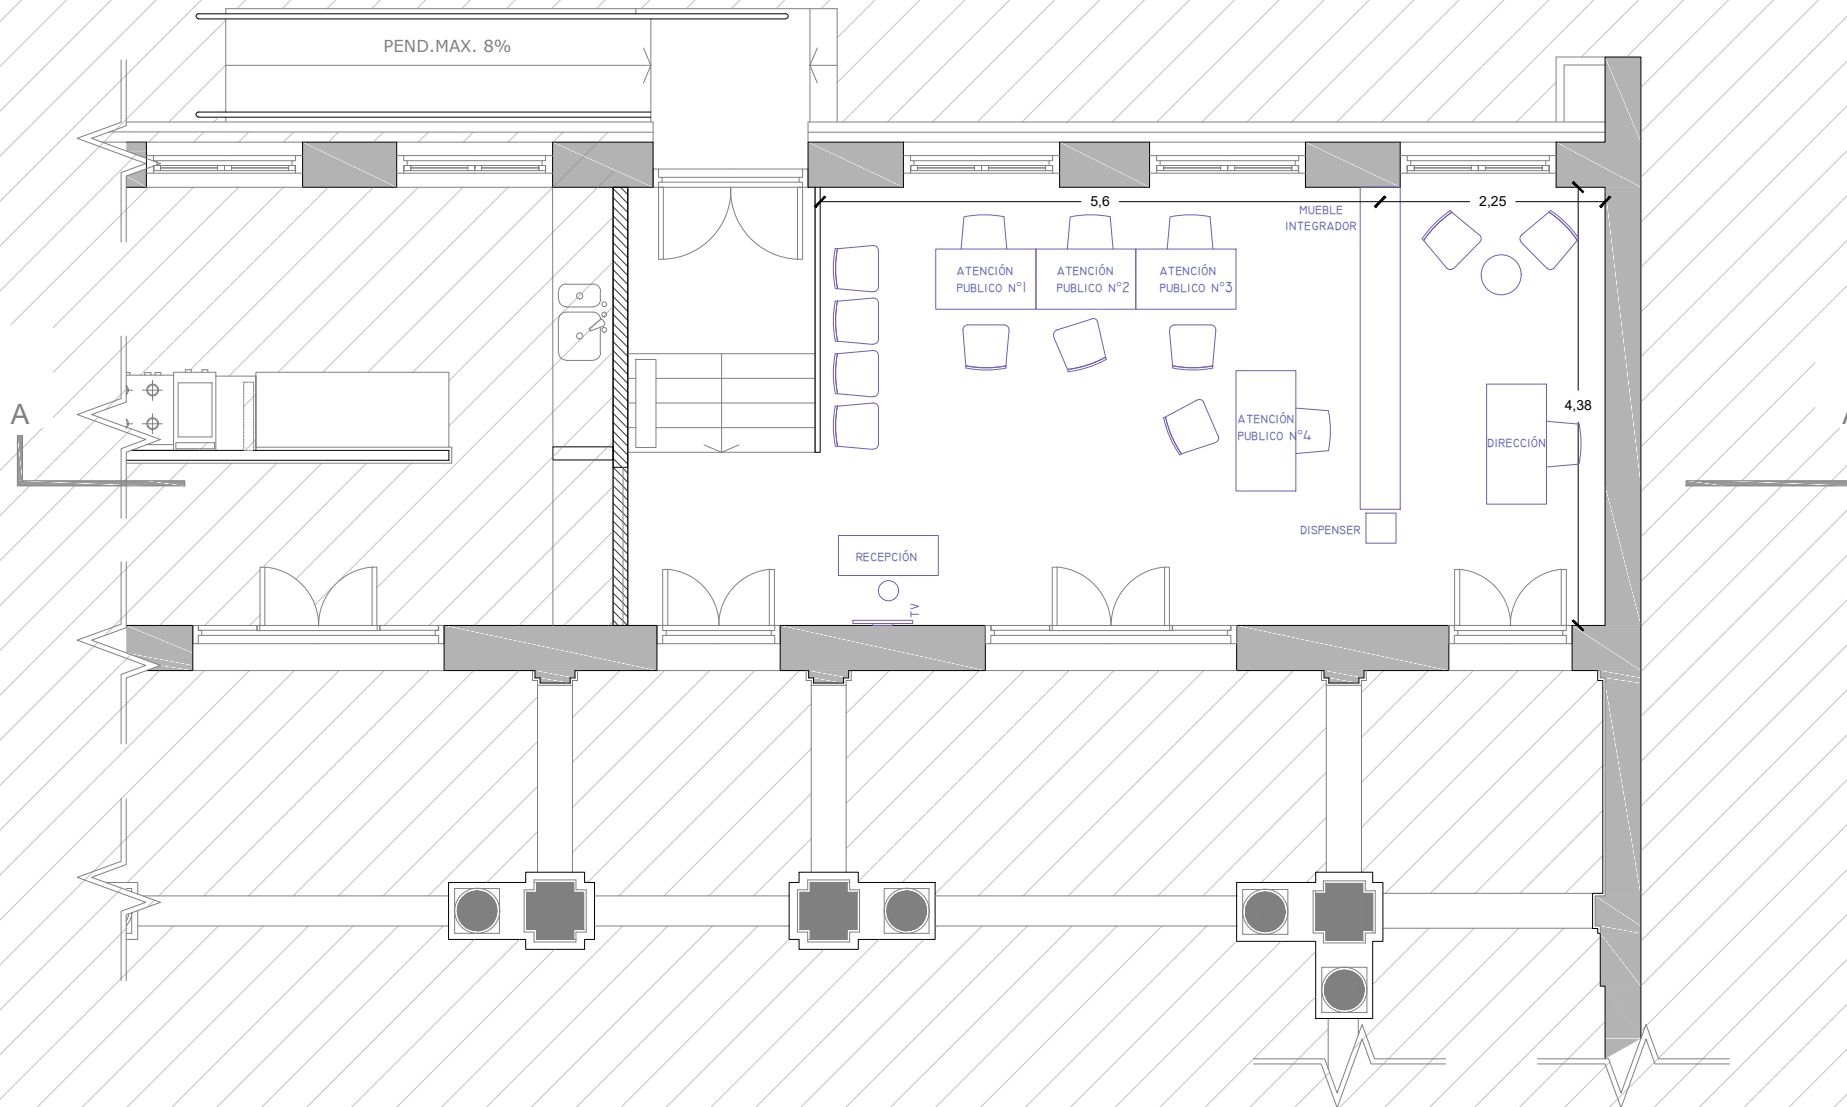 PEND.MAX. 8%
5,6
2,25
MUEBLE
INTEGRADOR
ATENCIÓN
PUBLICO N°1
ATENCIÓN
PUBLICO N°2
ATENCIÓN
PUBLICO N°3
A
4,38
ATENCIÓN
PUBLICO N°4
DIRECCIÓN
DISPENSER
RECEPCIÓN
TV